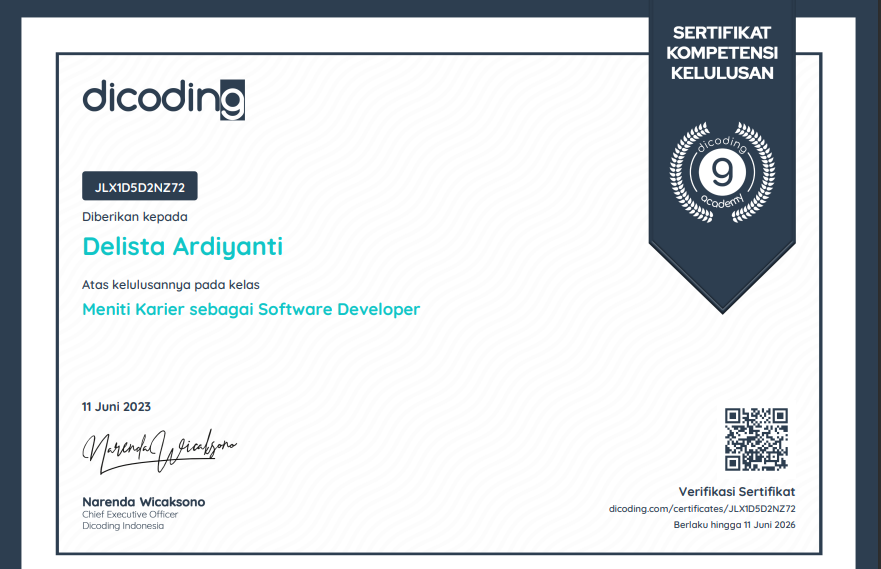 SERTIFIKAT
KOMPETENSI
KELULUSAN
dicoding
dicoding
9
academy
JLX1D5D2NZ72
Diberikan kepada
Delista Ardiyanti
Atas kelulusannya pada kelas
Meniti Karier sebagai Software Developer
11 Juni 2023
Narenda Wicaksono
Narenda Wicaksono
Chief Executive Officer
Dicoding Indonesia
Verifikasi Sertifikat
dicoding.com/certificates/JLX1D5D2NZ72
Berlaku hingga 11 Juni 2026